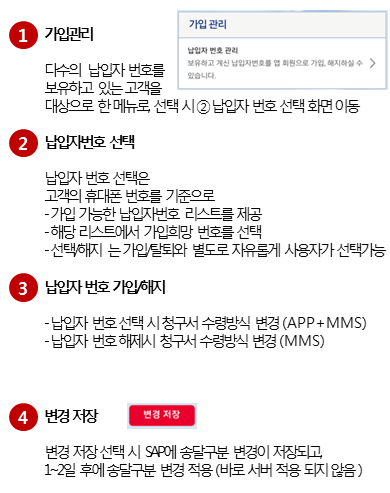 1 가입관리
다수의 납입자 번호를
보유하고 있는 고객을
대상으로 한 메뉴로, 선택 시 ② 납입자 번호 선택 화면 이동
가입 관리
납입자 번호 관리
보유하고 계신 납입자번호를 앱 회원으로 가입, 해지하실 수
있습니다.
2 납입자번호 선택
납입자 번호 선택은
고객의 휴대폰 번호를 기준으로
- 가입 가능한 납입자번호 리스트를 제공
- 해당 리스트에서 가입희망 번호를 선택
- 선택/해지 는 가입/탈퇴와 별도로 자유롭게 사용자가 선택가능
3 납입자 번호 가입/해지
- 납입자 번호 선택 시 청구서 수령방식 변경 (APP + MMS)
- 납입자 번호 해제시 청구서 수령방식 변경 (MMS)
4 변경 저장
변경 저장
변경 저장 선택 시 SAP에 송달구분 변경이 저장되고,
1~2일 후에 송달구분 변경 적용 (바로 서버 적용 되지 않음 )